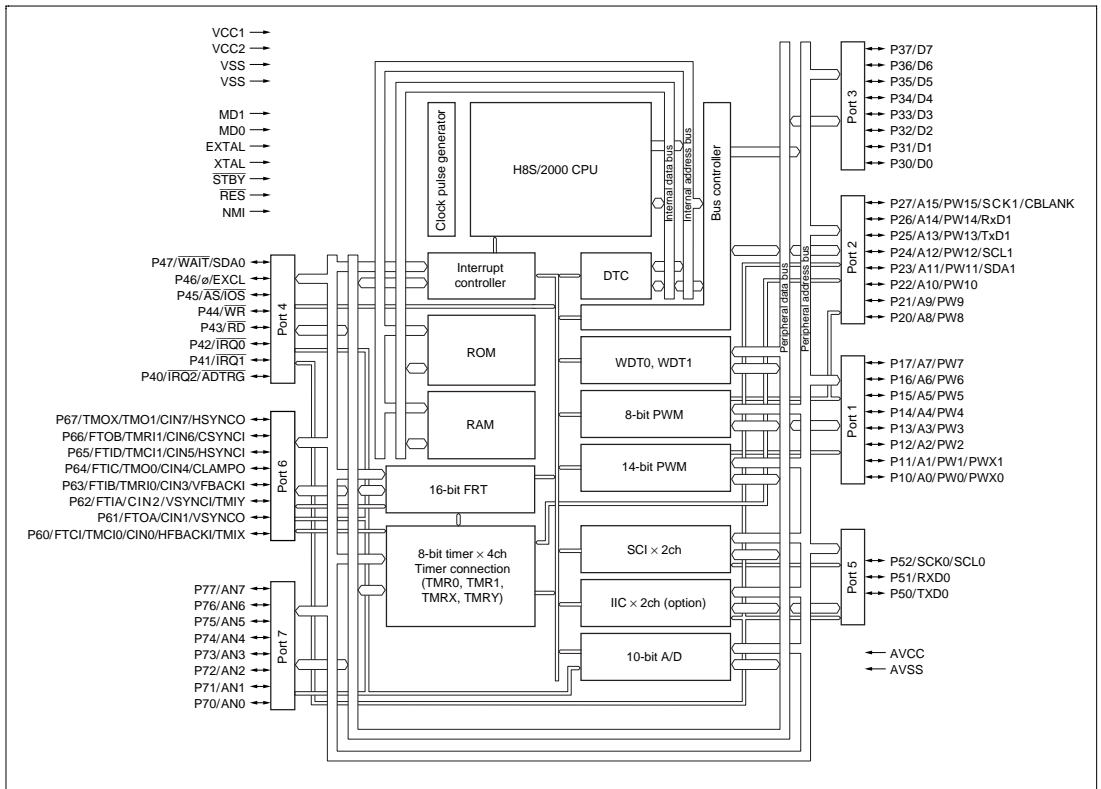 VCC1
VCC2
VSS
VSS
MD1
MD0
EXTAL
XTAL
STBY
RES
NMI
P47/WAIT/SDA0
P46/ø/EXCL
P45/AS/IOS
P44/WR
P43/RD
P42/IRQ0
P41/IRQ1
P40/IRQ2/ADTRG
Port 4
P67/TMOX/TMO1/CIN7/HSYNCO
P66/FTOB/TMRI1/CIN6/CSYNCI
P65/FTID/TMCI1/CIN5/HSYNCI
P64/FTIC/TMO0/CIN4/CLAMPO
P63/FTIB/TMRI0/CIN3/VFBACKI
P62/FTIA/CIN2/VSYNCI/TMIY
P61/FTOA/CIN1/VSYNCO
P60/FTCI/TMCI0/CIN0/HFBACKI/TMIX
Port 6
P77/AN7
P76/AN6
P75/AN5
P74/AN4
P73/AN3
P72/AN2
P71/AN1
P70/AN0
Port 7
Clock pulse generator
H8S/2000 CPU
Internal data bus
Internal address bus
Bus controller
Interrupt
controller
DTC
ROM
RAM
WDT0, WDT1
8-bit PWM
14-bit PWM
16-bit FRT
8-bit timer × 4ch
Timer connection
(TMR0, TMR1,
TMRX, TMRY)
SCI × 2ch
IIC × 2ch (option)
10-bit A/D
Peripheral data bus
Peripheral address bus
Port 3
P37/D7
P36/D6
P35/D5
P34/D4
P33/D3
P32/D2
P31/D1
P30/D0
Port 2
P27/A15/PW15/SCK1/CBLANK
P26/A14/PW14/RxD1
P25/A13/PW13/TxD1
P24/A12/PW12/SCL1
P23/A11/PW11/SDA1
P22/A10/PW10
P21/A9/PW9
P20/A8/PW8
Port 1
P17/A7/PW7
P16/A6/PW6
P15/A5/PW5
P14/A4/PW4
P13/A3/PW3
P12/A2/PW2
P11/A1/PW1/PWX1
P10/A0/PW0/PWX0
Port 5
P52/SCK0/SCL0
P51/RXD0
P50/TXD0
AVCC
AVSS